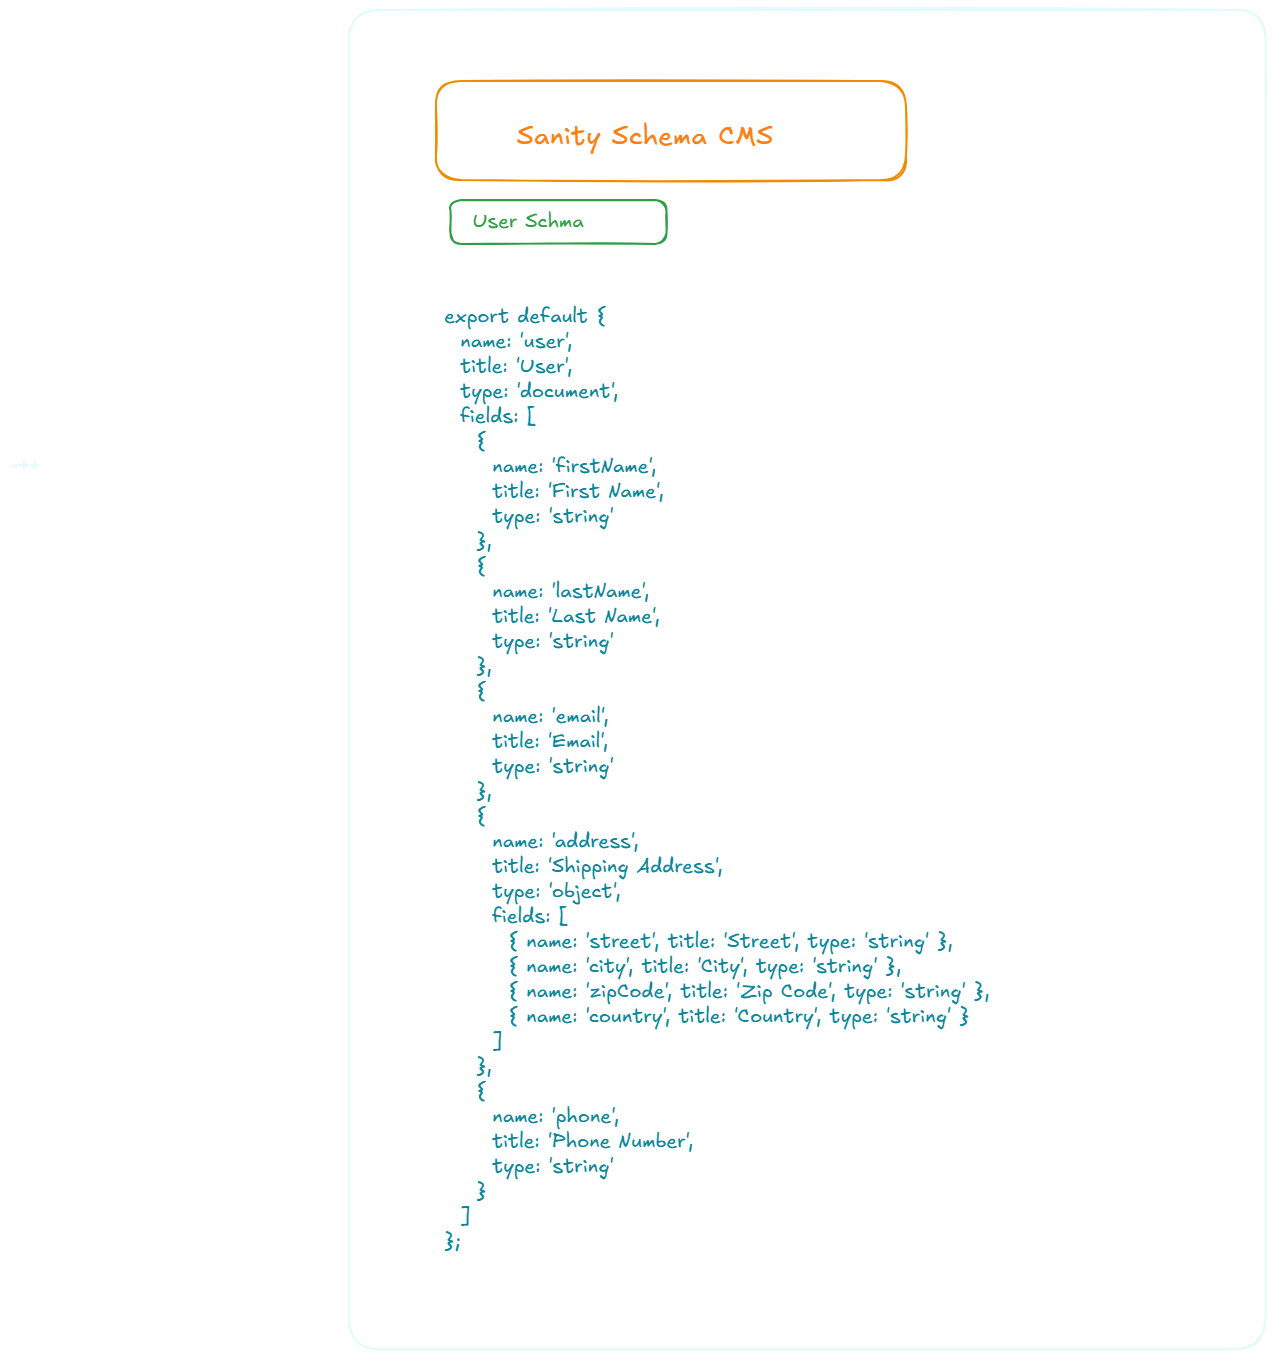 Sanity Schema CMS
User Schma
export default {
  name: 'user',
  title: 'User',
  type: 'document',
  fields: [
    {
      name: 'firstName',
      title: 'First Name',
      type: 'string'
    },
    {
      name: 'lastName',
      title: 'Last Name',
      type: 'string'
    },
    {
      name: 'email',
      title: 'Email',
      type: 'string'
    },
    {
      name: 'address',
      title: 'Shipping Address',
      type: 'object',
      fields: [
        { name: 'street', title: 'Street', type: 'string' },
        { name: 'city', title: 'City', type: 'string' },
        { name: 'zipCode', title: 'Zip Code', type: 'string' },
        { name: 'country', title: 'Country', type: 'string' }
      ]
    },
    {
      name: 'phone',
      title: 'Phone Number',
      type: 'string'
    }
  ]
};
-++